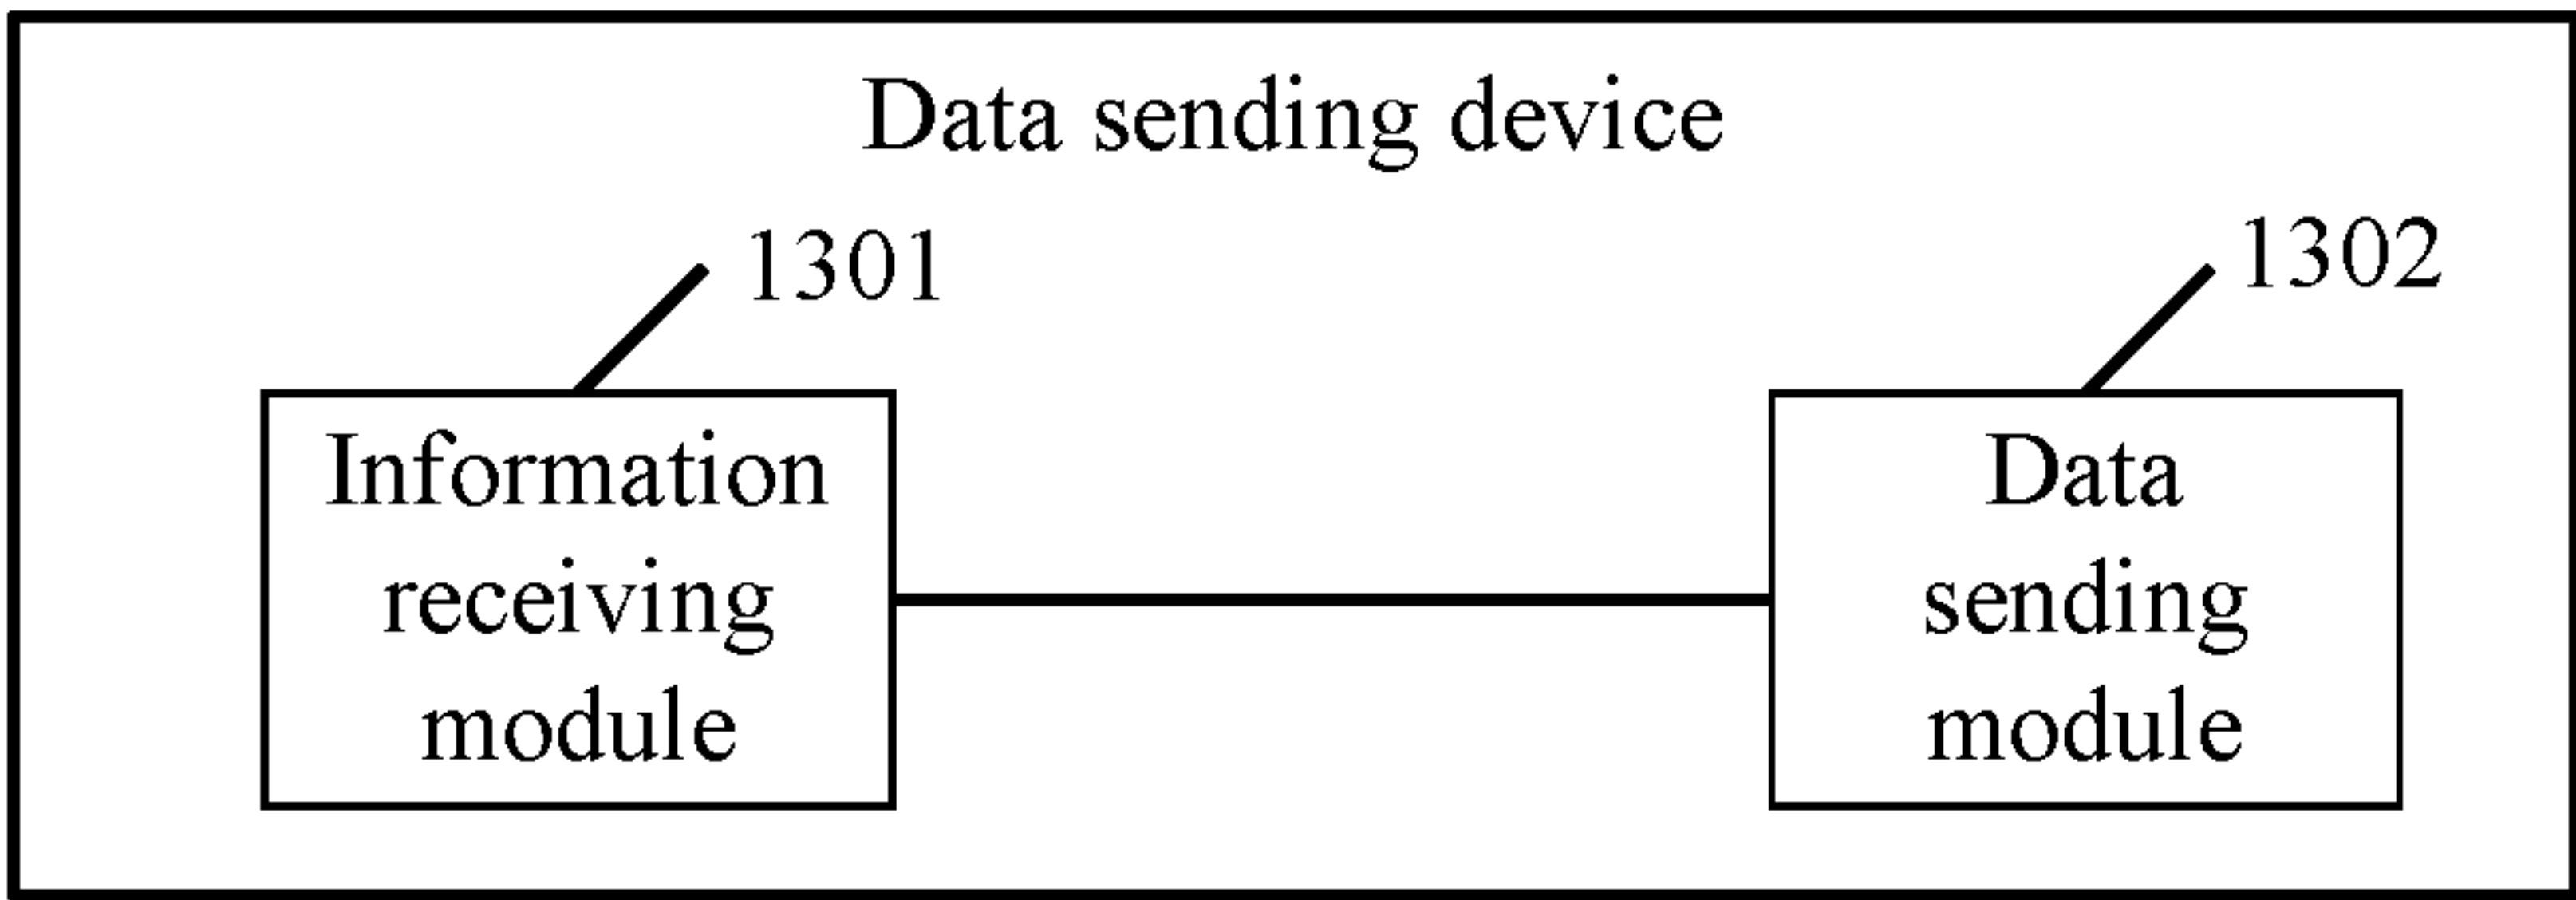 Data sending device
1301
1302
Information
receiving
module
Data
sending
module